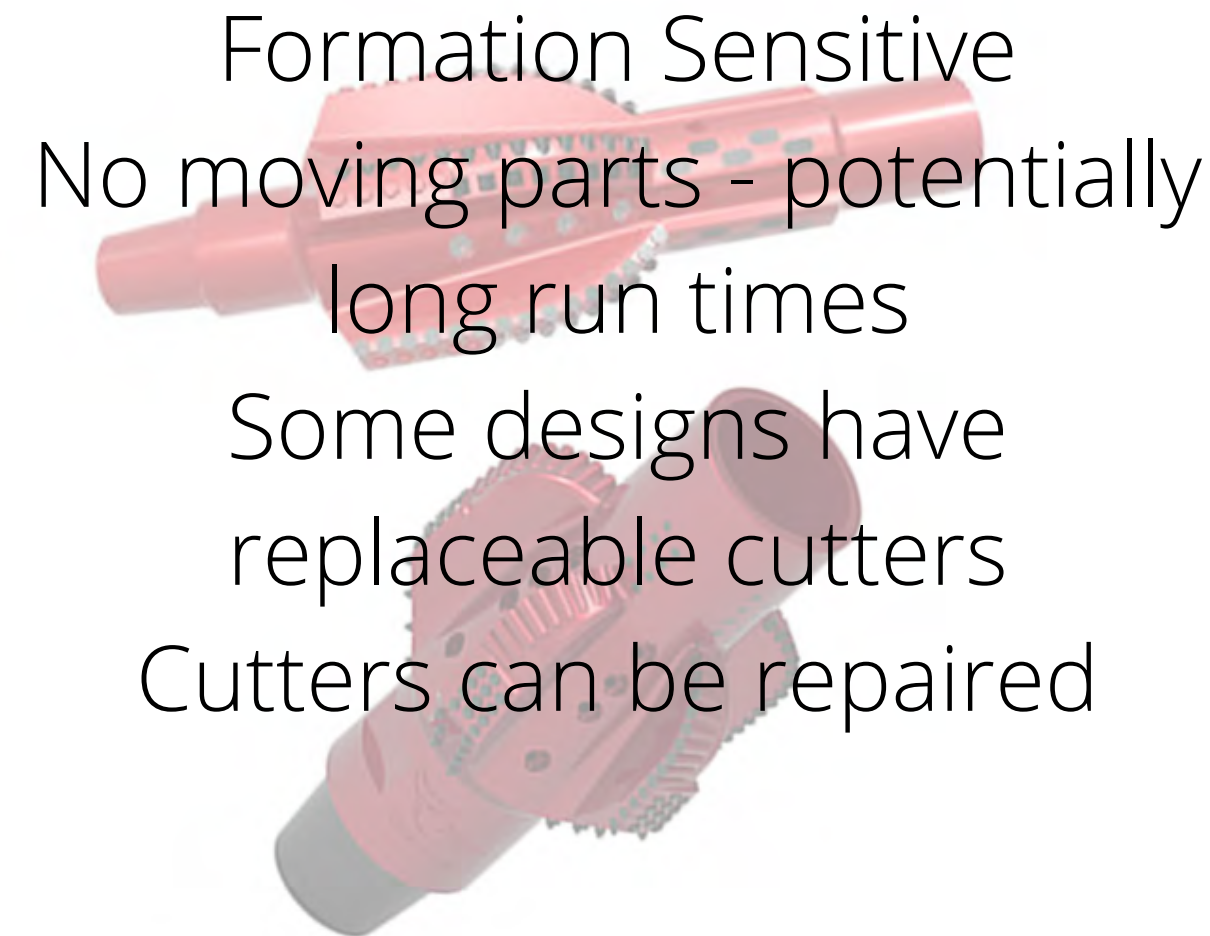 Formation Sensitive
No moving parts - potentially
long run times
Some designs have
replaceable cutters
Cutters can be repaired